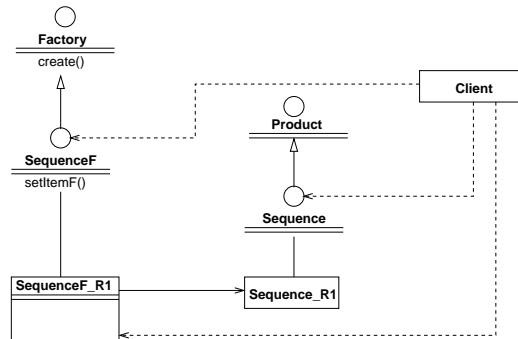 Factory
create()
Client
Product
SequenceF
setItemF()
Sequence
SequenceF_R1
Sequence_R1